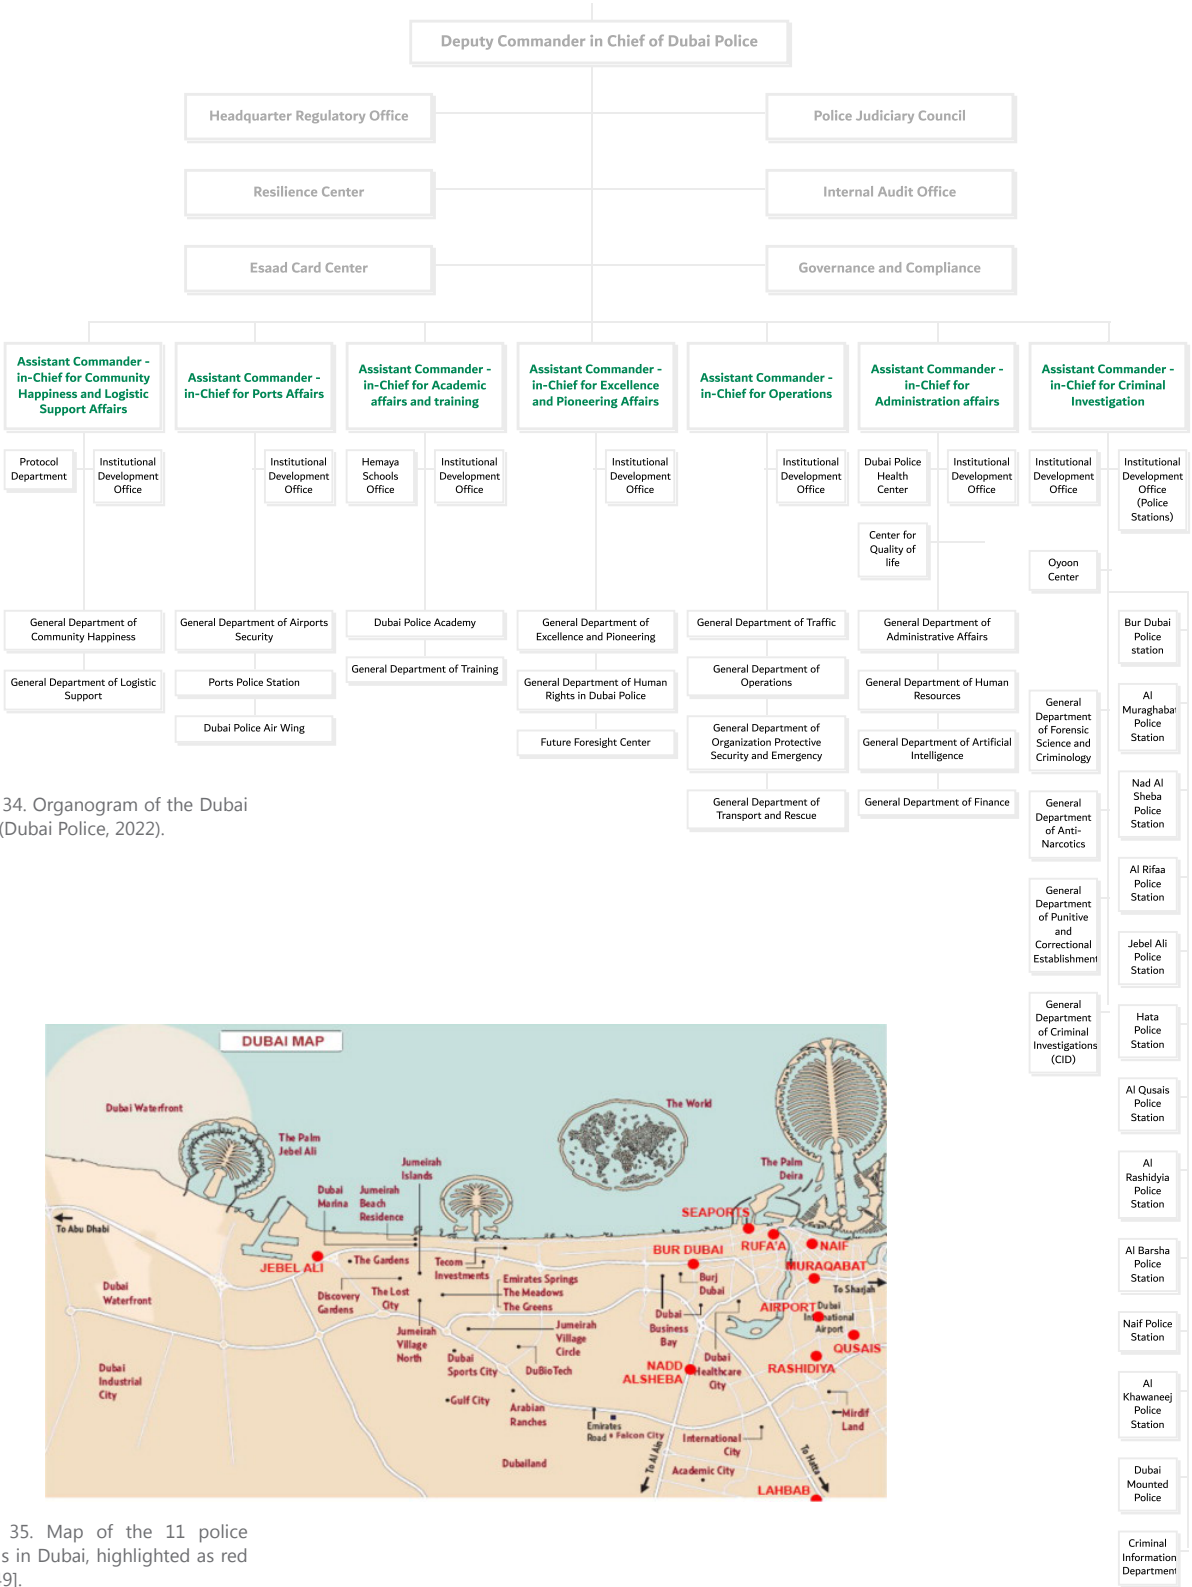 Deputy Commander in Chief of Dubai Police
Headquarter Regulatory Office
Police Judiciary Council
Resilience Center
Internal Audit Office
Esaad Card Center
Governance and Compliance
Assistant Commander -
in-Chief for Community
Happiness and Logistic
Support Affairs
Assistant Commander -
in-Chief for Ports Affairs
Assistant Commander -
in-Chief for Academic
affairs and training
Assistant Commander -
in-Chief for Excellence
and Pioneering Affairs
Assistant Commander -
in-Chief for Operations
Assistant Commander -
in-Chief for
Administration affairs
Assistant Commander -
in-Chief for Criminal
Investigation
Protocol
Department
Institutional
Development
Office
Institutional
Development
Office
Hemaya
Schools
Office
Institutional
Development
Office
Institutional
Development
Office
Institutional
Development
Office
Dubai Police
Health
Center
Institutional
Development
Office
Institutional
Development
Office
Institutional
Development
Office
(Police
Stations)
Center for
Quality of
life
Oyoon
Center
General Department of
Community Happiness
General Department of Logistic
Support
General Department of Airports
Security
Ports Police Station
Dubai Police Air Wing
Dubai Police Academy
General Department of Training
General Department of
Excellence and Pioneering
General Department of Human
Rights in Dubai Police
Future Foresight Center
General Department of Traffic
General Department of
Operations
General Department of
Organization Protective
Security and Emergency
General Department of
Transport and Rescue
General Department of
Administrative Affairs
General Department of Human
Resources
General Department of Artificial
Intelligence
General Department of Finance
General
Department
of Forensic
Science and
Criminology
General
Department
of Anti-
Narcotics
General
Department
of Punitive
and
Correctional
Establishment
General
Department
of Criminal
Investigations
(CID)
Bur Dubai
Police
station
Al
Muraghabat
Police
Station
Nad Al
Sheba
Police
Station
Al Rifaa
Police
Station
Jebel Ali
Police
Station
Hata
Police
Station
Al Qusais
Police
Station
Al
Rashidyia
Police
Station
Al Barsha
Police
Station
Naif Police
Station
Al
Khawaneej
Police
Station
Dubai
Mounted
Police
Criminal
Information
Department
34. Organogram of the Dubai
(Dubai Police, 2022).
DUBAI MAP
Dubai Waterfront
The Palm
Jebel Ali
The World
The Palm
Deira
Jumeirah
Islands
Dubai
Marina
Jumeirah
Beach
Residence
To Abu Dhabi
SEAPORTS
RUFA'A
NAIF
BUR DUBAI
MURAQABAT
JEBEL ALI
The Gardens
Tecom
Investments
Emirates Springs
The Meadows
The Greens
Burj
Dubai
To Sharjah
Dubai
Waterfront
Discovery
Gardens
The Lost
City
AIRPORT
Dubai
International
Airport
Dubai
Business
Bay
Jumeirah
Village
North
Jumeirah
Village
Circle
QUSAIS
Dubai
Industrial
City
Dubai
Sports City
DuBioTech
NADD
ALSHEBA
Dubai
Healthcare
City
RASHIDIYA
Gulf City
Arabian
Ranches
Mirdif
Land
Emirates
Road
Falcon City
International
City
To Al Ain
To Hatta
Dubailand
Academic City
LAHBAB
35. Map of the 11 police
s in Dubai, highlighted as red
49].